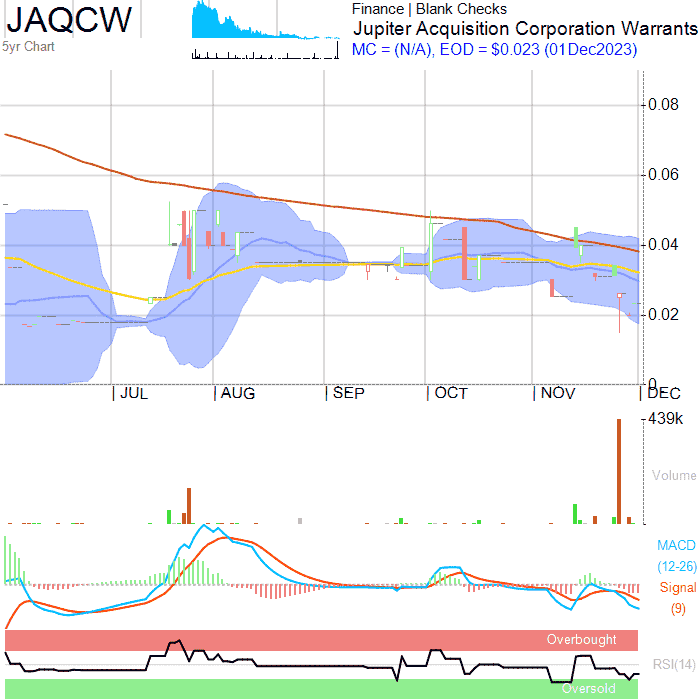 JAQCW
5yr Chart
Finance | Blank Checks
Jupiter Acquisition Corporation Warrants
MC = (N/A), EOD = $0.023 (01Dec2023)
0.08
0.06
0.04
0.02
0
| JUL | AUG | SEP | OCT | NOV | DEC
439k
Volume
MACD
(12-26)
Signal
(9)
Overbought
RSI(14)
Oversold